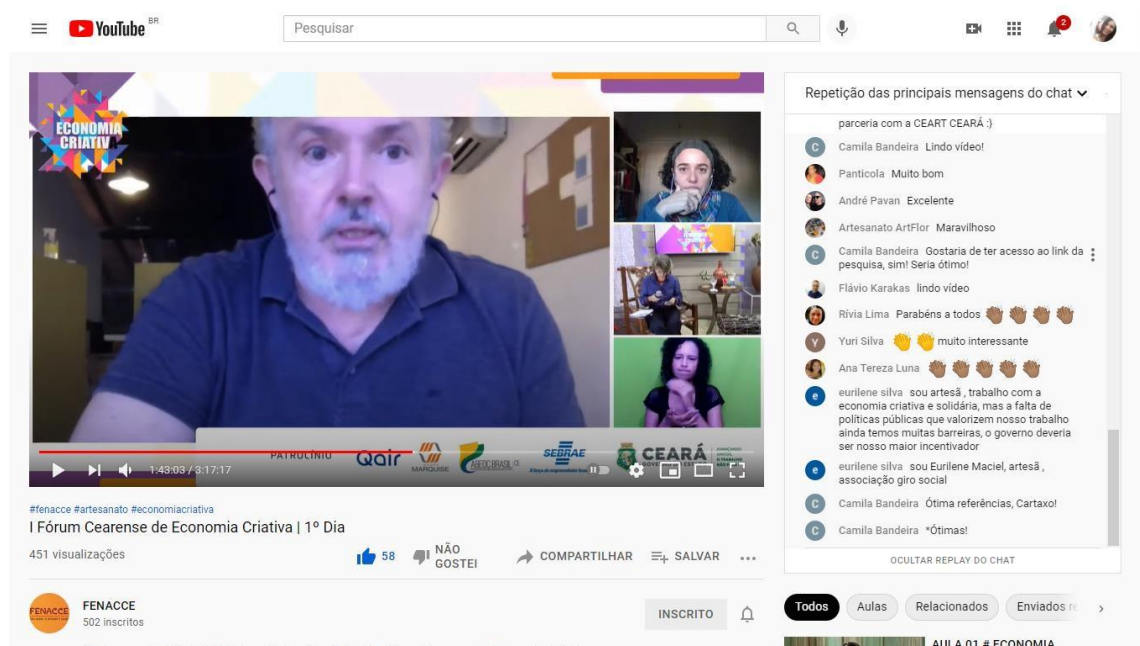 YouTube BR
Pesquisar
2
ECONOMIA
CRIATIV
PATROCÍNIO
Qair
MARQUISE
ABEOC BRASIL CE
SEBRAE
CEARÁ
1:43:03 / 3:17:17
#fenacce #artesanato #economiacriativa
I Fórum Cearense de Economia Criativa | 1º Dia
451 visualizações
58
NÃO
GOSTEI
COMPARTILHAR
SALVAR
FENACCE
FENACCE
502 inscritos
INSCRITO
Repetição das principais mensagens do chat
parceria com a CEART CEARÁ :)
C Camila Bandeira Lindo vídeo!
Panticola Muito bom
André Pavan Excelente
Artesanato ArtFlor Maravilhoso
C Camila Bandeira Gostaria de ter acesso ao link da
pesquisa, sim! Seria ótimo!
Flávio Karakas lindo vídeo
Rívia Lima Parabéns a todos 👏🏽 👏🏽 👏🏽 👏🏽
Y Yuri Silva 👏 👏 muito interessante
Ana Tereza Luna 👏🏽 👏🏽 👏🏽 👏🏽 👏🏽
e eurilene silva sou artesã , trabalho com a
economia criativa e solidária, mas a falta de
políticas públicas que valorizem nosso trabalho
ainda temos muitas barreiras, o governo deveria
ser nosso maior incentivador
e eurilene silva sou Eurilene Maciel, artesã ,
associação giro social
C Camila Bandeira Ótima referências, Cartaxo!
C Camila Bandeira *Ótimas!
OCULTAR REPLAY DO CHAT
Todos
Aulas
Relacionados
Enviados re
AULA 01 # ECONOMIA